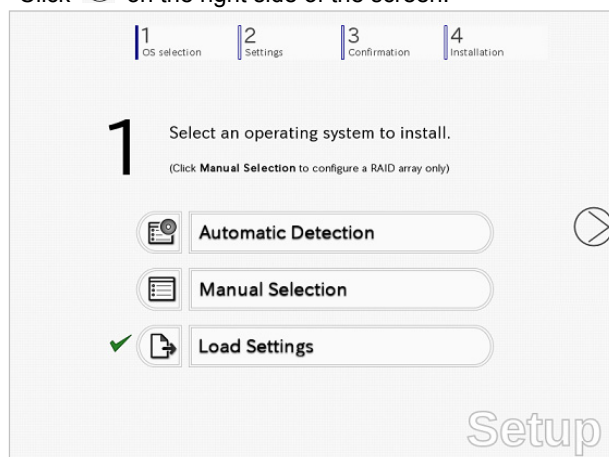 Click on the right side of the screen.
1 2 3 4
OS selection Settings Confirmation Installation
1 Select an operating system to install.
(Click Manual Selection to configure a RAID array only)
Automatic Detection
Manual Selection
Load Settings
Setup